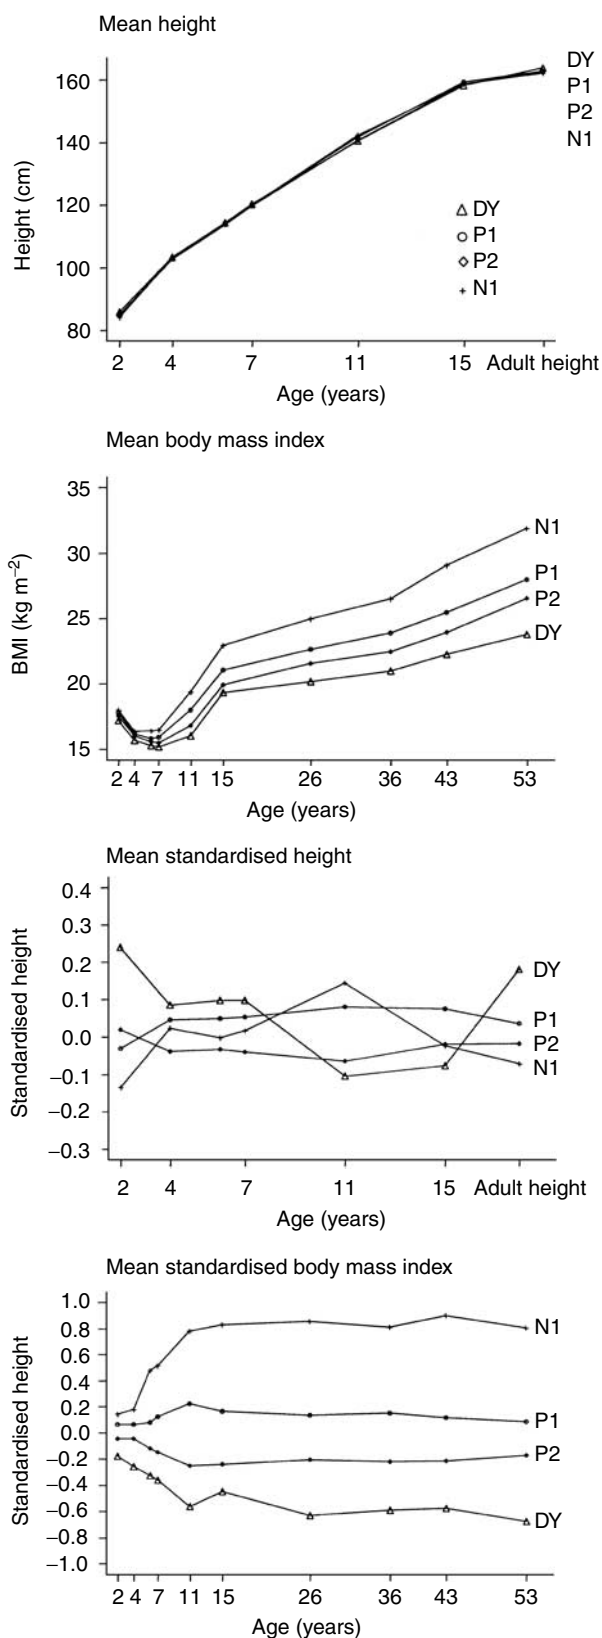 Mean height
Height (cm)
160
140
120
100
80
DY
P1
P2
N1
DY
P1
P2
N1
2 4 7 11 15 Adult height
Age (years)
Mean body mass index
BMI (kg m−2)
35
30
25
20
15
N1
P1
P2
DY
2 4 7 11 15 26 36 43 53
Age (years)
Mean standardised height
Standardised height
0.4
0.3
0.2
0.1
0.0
−0.1
−0.2
−0.3
DY
P1
P2
N1
2 4 7 11 15 Adult height
Age (years)
Mean standardised body mass index
Standardised height
1.0
0.8
0.6
0.4
0.2
0.0
−0.2
−0.4
−0.6
−0.8
−1.0
N1
P1
P2
DY
2 4 7 11 15 26 36 43 53
Age (years)